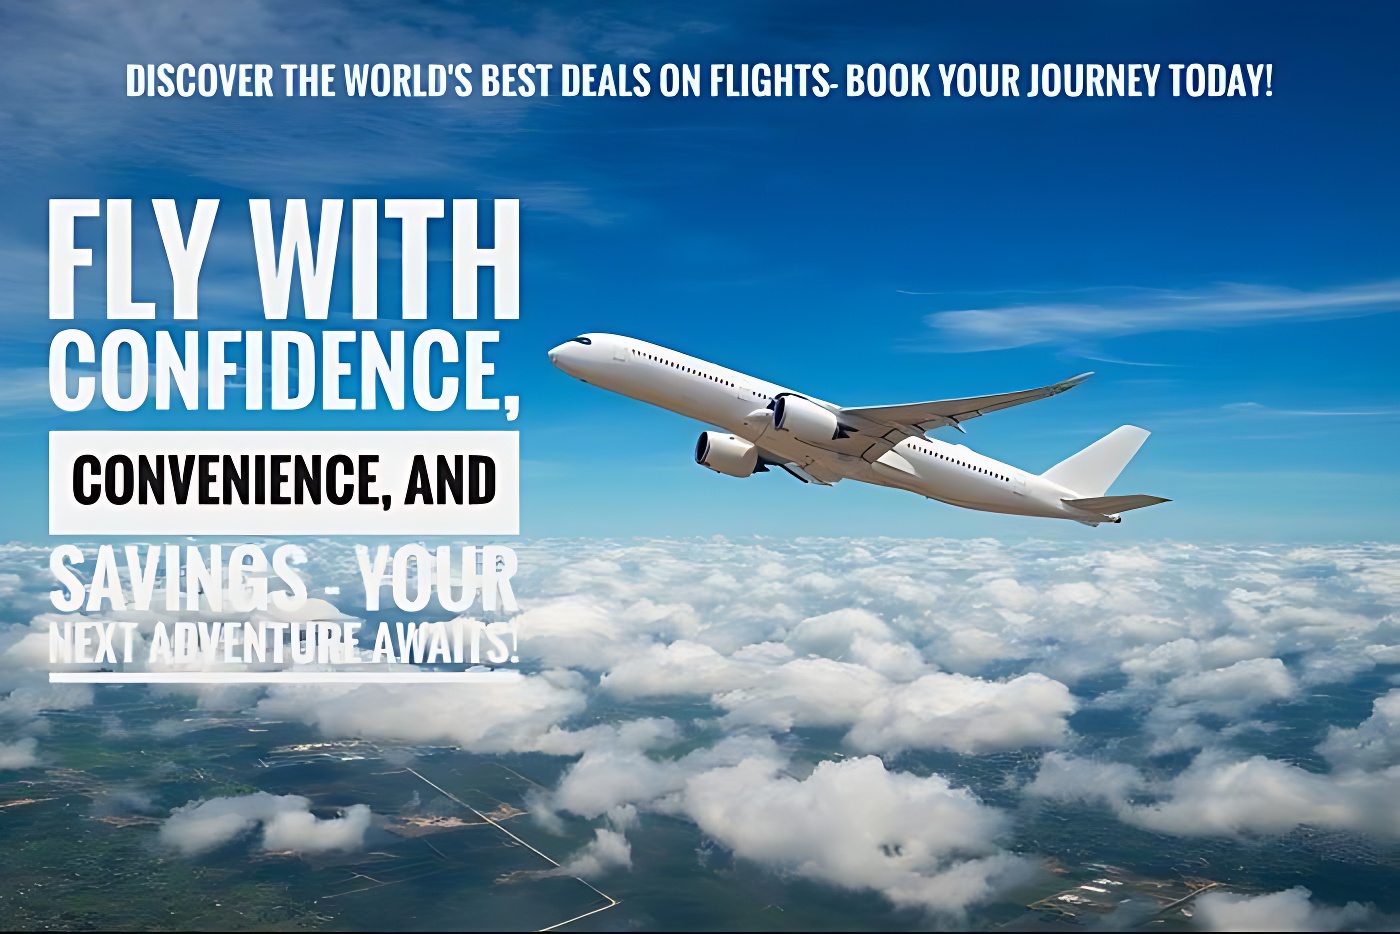 DISCOVER THE WORLD'S BEST DEALS ON FLIGHTS- BOOK YOUR JOURNEY TODAY!
FLY WITH
CONFIDENCE,
CONVENIENCE, AND
SAVINGS - YOUR
NEXT ADVENTURE AWAITS!